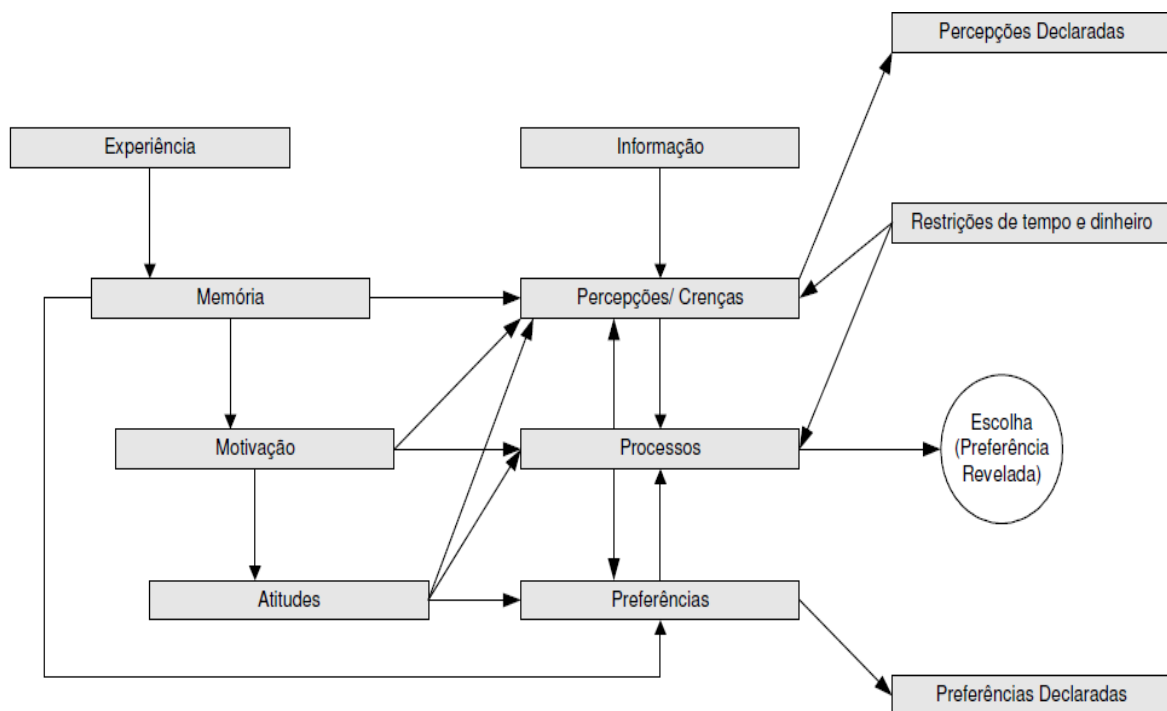 Percepções Declaradas
Experiência
Informação
Restrições de tempo e dinheiro
Memória
Percepções/ Crenças
Motivação
Processos
Escolha
(Preferência
Revelada)
Atitudes
Preferências
Preferências Declaradas